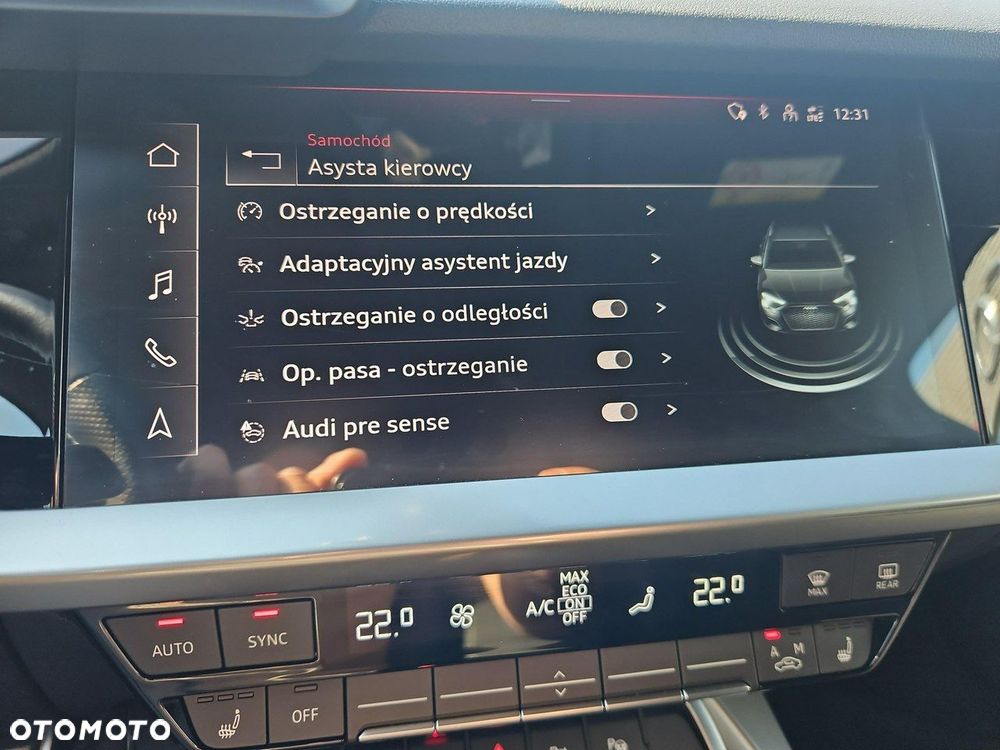 12:31
Samochód
Asysta kierowcy
Ostrzeganie o prędkości
Adaptacyjny asystent jazdy
Ostrzeganie o odległości
Op. pasa - ostrzeganie
Audi pre sense
22.0
A/C
MAX
ECO
ON
OFF
22.0
MAX
REAR
AUTO
SYNC
A M
OFF
OTOMOTO